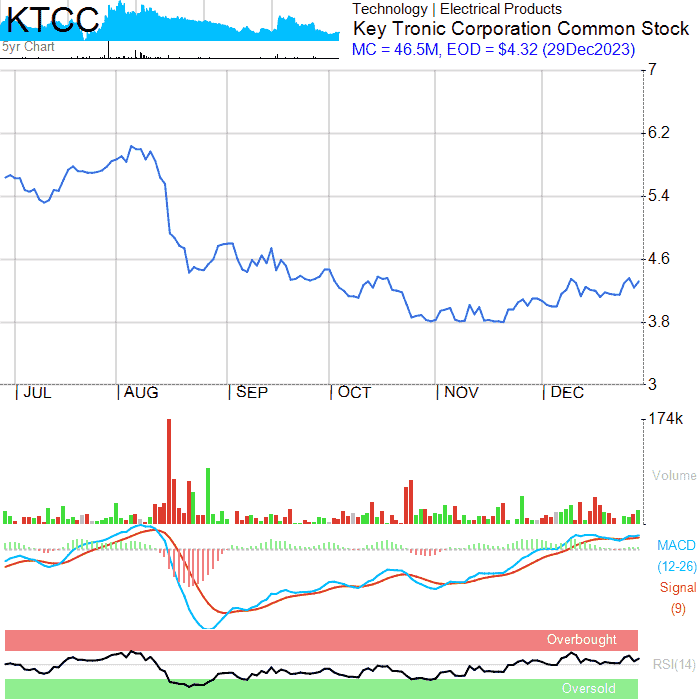 KTCC
5yr Chart
Technology | Electrical Products
Key Tronic Corporation Common Stock
MC = 46.5M, EOD = $4.32 (29Dec2023)
7
6.2
5.4
4.6
3.8
3
| JUL | AUG | SEP | OCT | NOV | DEC
174k
Volume
MACD
(12-26)
Signal
(9)
Overbought
RSI(14)
Oversold